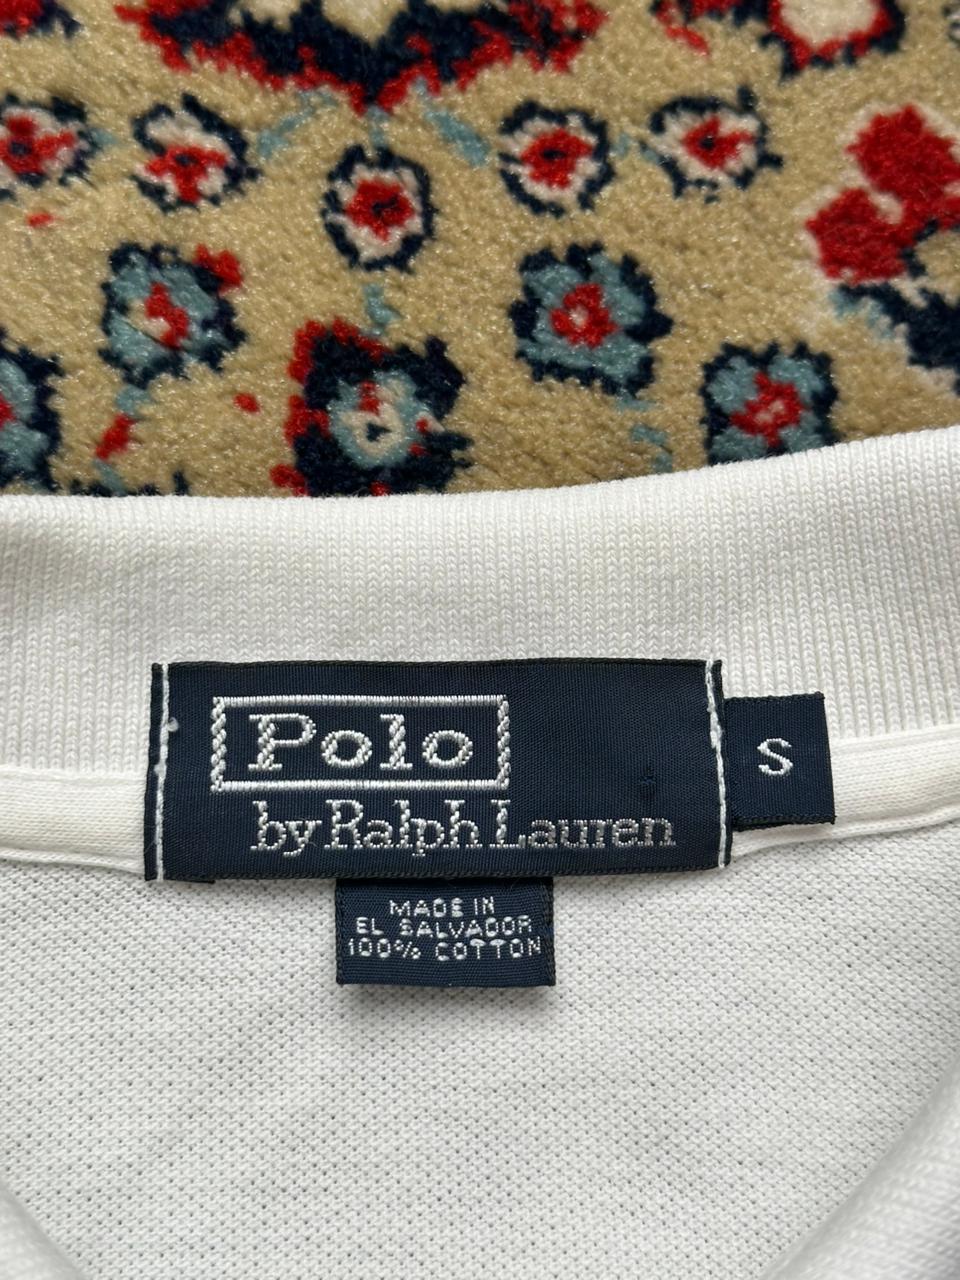 Polo
by Ralph Lauren
S
MADE IN
EL SALVADOR
100% COTTON